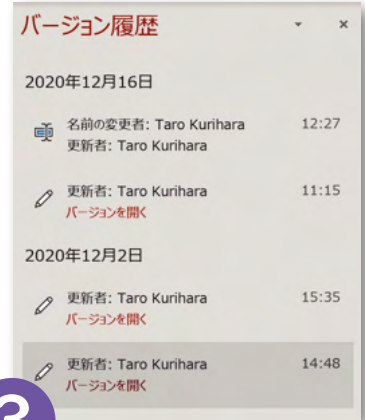 バージョン履歴
2020年12月16日
名前の変更者: Taro Kurihara 12:27
更新者: Taro Kurihara
更新者: Taro Kurihara 11:15
バージョンを開く
2020年12月2日
更新者: Taro Kurihara 15:35
バージョンを開く
更新者: Taro Kurihara 14:48
バージョンを開く